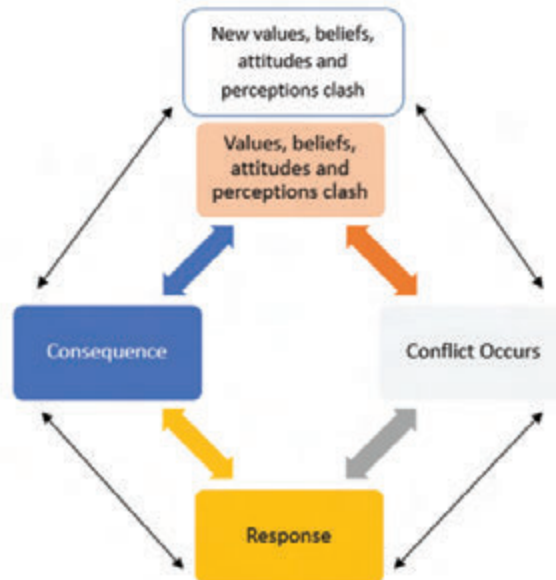 New values, beliefs,
attitudes and
perceptions clash
Values, beliefs,
attitudes and
perceptions clash
Consequence
Conflict Occurs
Response